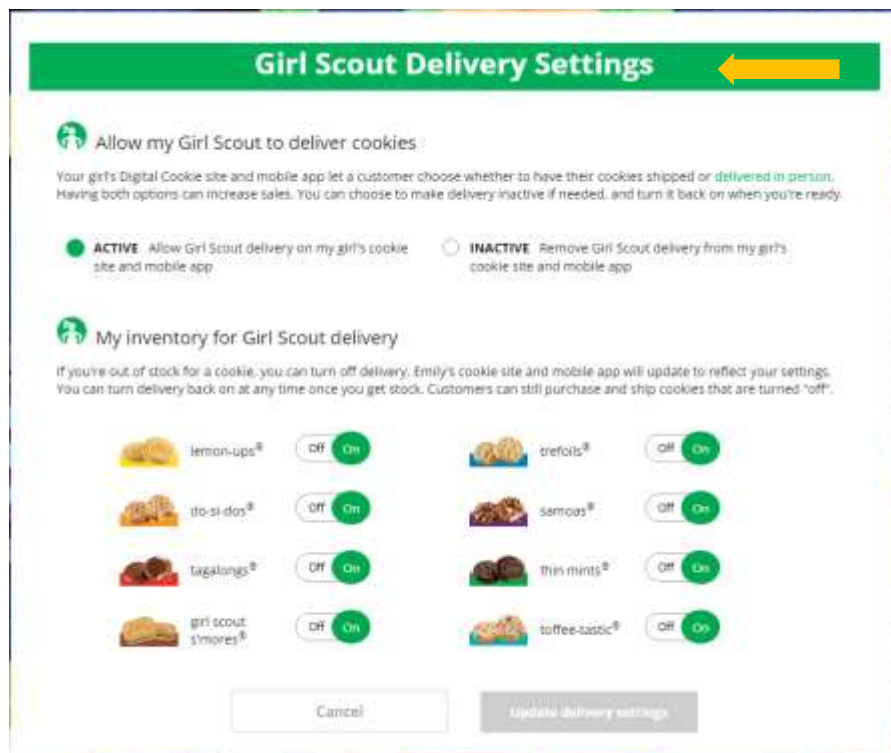 Girl Scout Delivery Settings
Allow my Girl Scout to deliver cookies
Your girl's Digital Cookie site and mobile app let a customer choose whether to have their cookies shipped or delivered in person.
Having both options can increase sales. You can choose to make delivery inactive if needed, and turn it back on when you're ready.
ACTIVE Allow Girl Scout delivery on my girl's cookie
site and mobile app
INACTIVE Remove Girl Scout delivery from my girl's
cookie site and mobile app
My inventory for Girl Scout delivery
If you're out of stock for a cookie, you can turn off delivery. Emily's cookie site and mobile app will update to reflect your settings.
You can turn delivery back on at any time once you get stock. Customers can still purchase and ship cookies that are turned "off".
lemon-ups® Off On
trefoils® Off On
do-si-dos® Off On
samoas® Off On
tagalongs® Off On
thin mints® Off On
girl scout
s'mores® Off On
toffee-tastic® Off On
Cancel
Update delivery settings